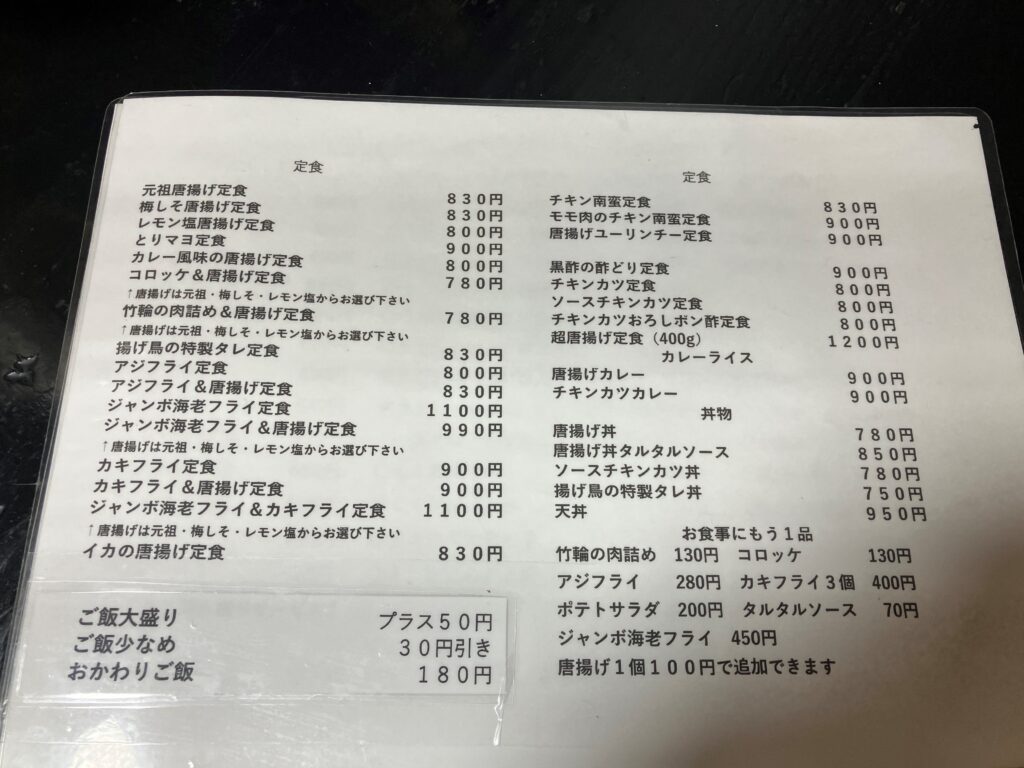 定食
元祖唐揚げ定食 830円
梅しそ唐揚げ定食 830円
レモン塩唐揚げ定食 800円
とりマヨ定食 900円
カレー風味の唐揚げ定食 800円
コロッケ＆唐揚げ定食 780円
↑唐揚げは元祖・梅しそ・レモン塩からお選び下さい
竹輪の肉詰め＆唐揚げ定食 780円
↑唐揚げは元祖・梅しそ・レモン塩からお選び下さい
揚げ鳥の特製タレ定食 830円
アジフライ定食 800円
アジフライ＆唐揚げ定食 830円
ジャンボ海老フライ定食 1100円
ジャンボ海老フライ＆唐揚げ定食 990円
↑唐揚げは元祖・梅しそ・レモン塩からお選び下さい
カキフライ定食 900円
カキフライ＆唐揚げ定食 900円
ジャンボ海老フライ＆カキフライ定食 1100円
↑唐揚げは元祖・梅しそ・レモン塩からお選び下さい
イカの唐揚げ定食 830円
ご飯大盛り プラス50円
ご飯少なめ 30円引き
おかわりご飯 180円
定食
チキン南蛮定食 830円
モモ肉のチキン南蛮定食 900円
唐揚げユーリンチー定食 900円
黒酢の酢どり定食 900円
チキンカツ定食 800円
ソースチキンカツ定食 800円
チキンカツおろしポン酢定食 800円
超唐揚げ定食（400g） 1200円
カレーライス
唐揚げカレー 900円
チキンカツカレー 900円
丼物
唐揚げ丼 780円
唐揚げ丼タルタルソース 850円
ソースチキンカツ丼 780円
揚げ鳥の特製タレ丼 750円
天丼 950円
お食事にもう１品
竹輪の肉詰め 130円 コロッケ 130円
アジフライ 280円 カキフライ３個 400円
ポテトサラダ 200円 タルタルソース 70円
ジャンボ海老フライ 450円
唐揚げ１個１００円で追加できます